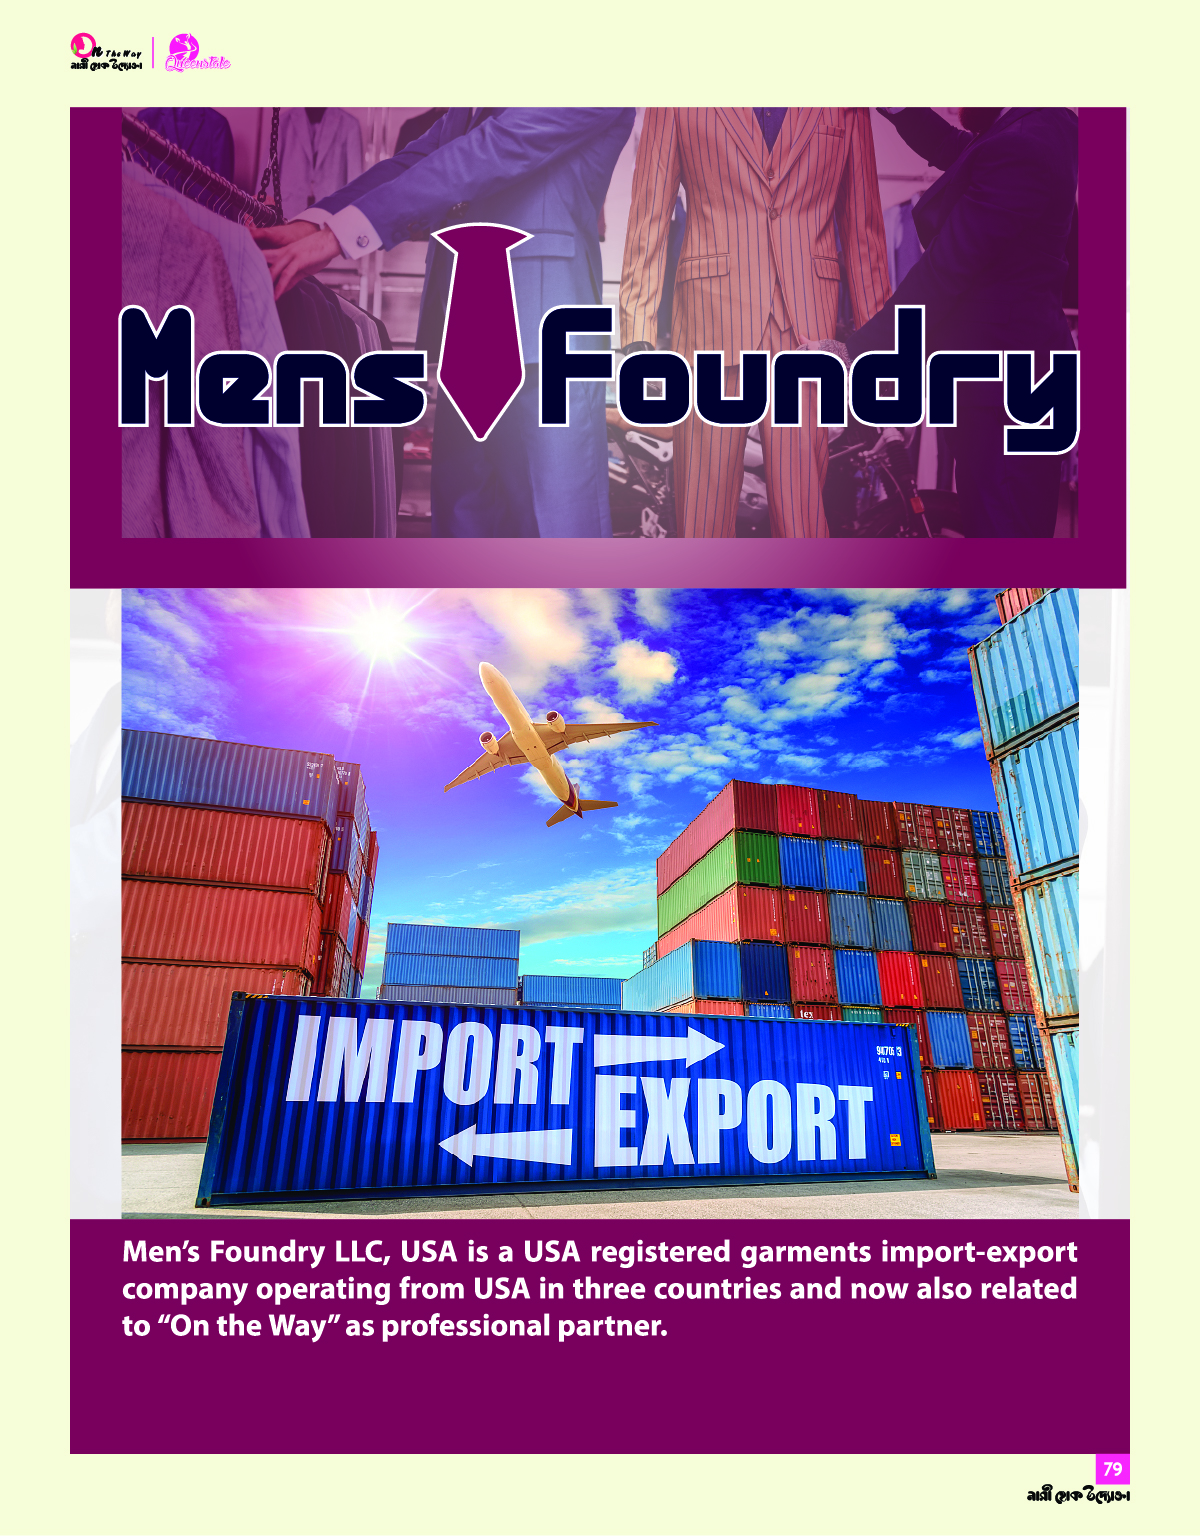 On The Way
নারী হোক উদ্যোক্তা
Queenstale
Mens Foundry
IMPORT
EXPORT
Men’s Foundry LLC, USA is a USA registered garments import-export
company operating from USA in three countries and now also related
to “On the Way” as professional partner.
79
নারী হোক উদ্যোক্তা